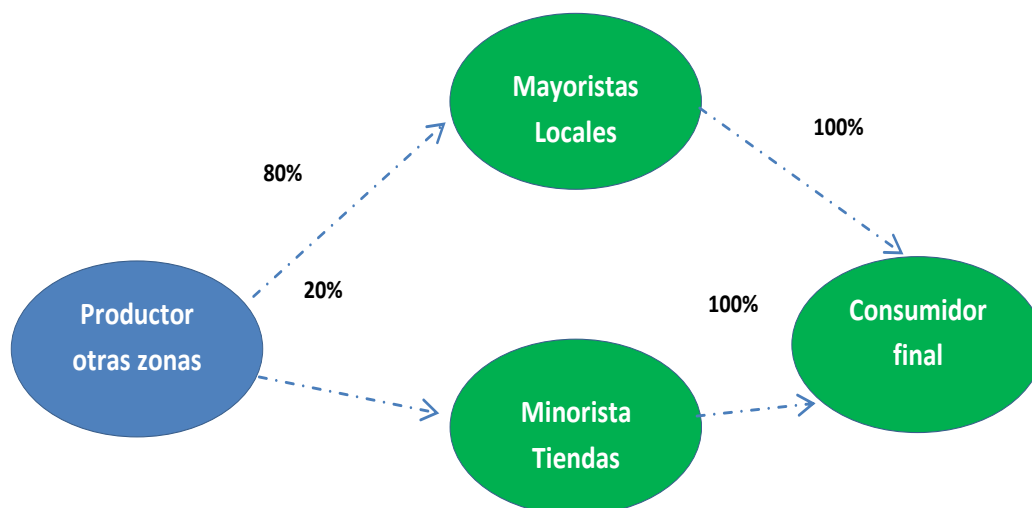 Mayoristas
Locales
100%
80%
20%
100%
Productor
otras zonas
Consumidor
final
Minorista
Tiendas